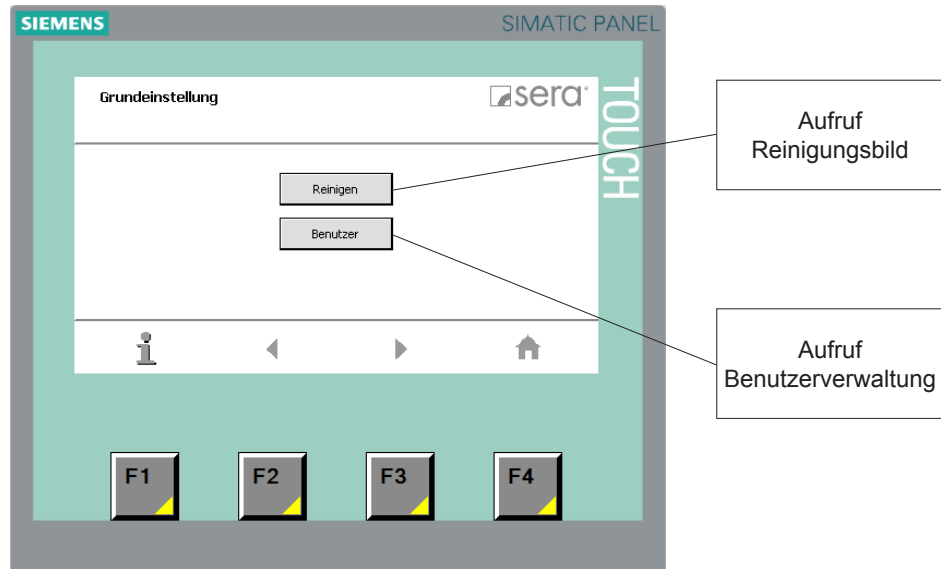 SIEMENS
SIMATIC PANEL
TOUCH
Grundeinstellung
sera
Reinigen
Benutzer
F1
F2
F3
F4
Aufruf
Reinigungsbild
Aufruf
Benutzerverwaltung